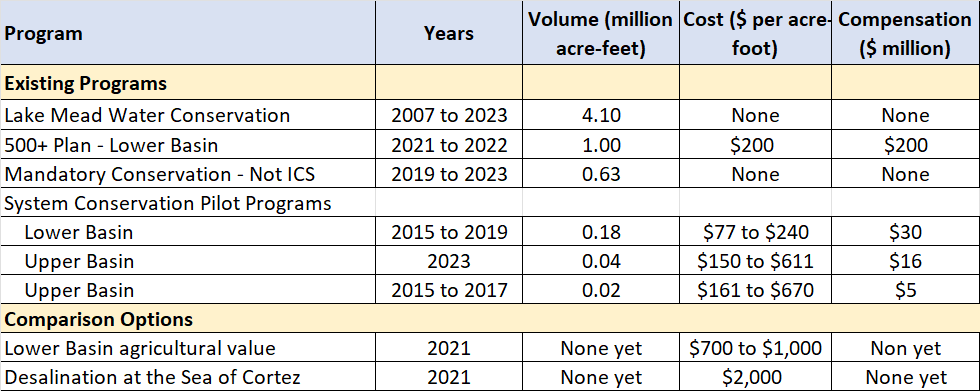 Program Years Volume (million acre-feet) Cost ($ per acre-foot) Compensation ($ million)
Existing Programs
Lake Mead Water Conservation 2007 to 2023 4.10 None None
500+ Plan - Lower Basin 2021 to 2022 1.00 $200 $200
Mandatory Conservation - Not ICS 2019 to 2023 0.63 None None
System Conservation Pilot Programs
Lower Basin 2015 to 2019 0.18 $77 to $240 $30
Upper Basin 2023 0.04 $150 to $611 $16
Upper Basin 2015 to 2017 0.02 $161 to $670 $5
Comparison Options
Lower Basin agricultural value 2021 None yet $700 to $1,000 Non yet
Desalination at the Sea of Cortez 2021 None yet $2,000 None yet